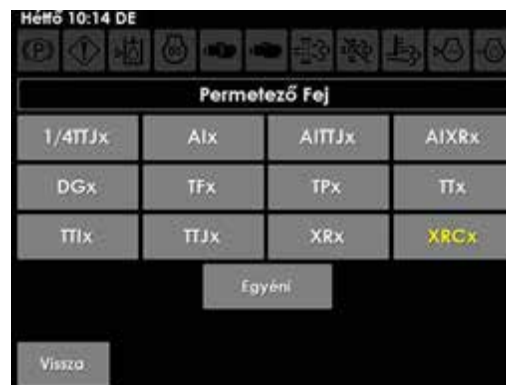 Hétfő 10:14 DE
Permetező Fej
1/4TTJx AIx AITTJx AIXRx
DGx TFx TPx TTx
TTIx TTJx XRx XRCx
Egyéni
Vissza